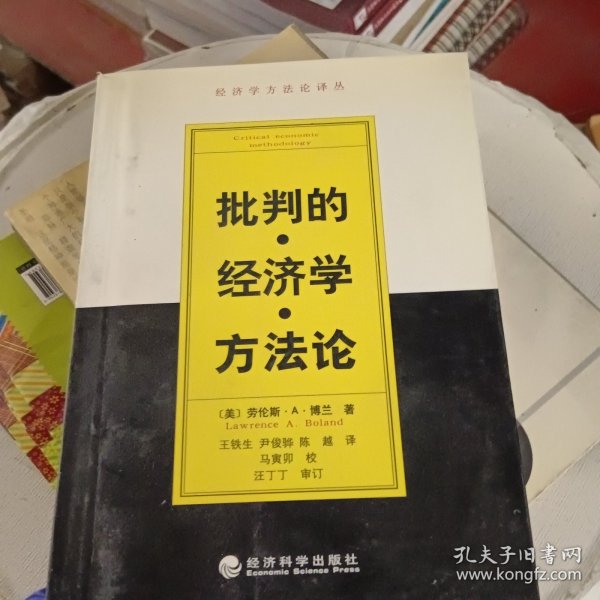 经济学方法论译丛
Critical economic
methodology
批判的
·
经济学
·
方法论
〔美〕劳伦斯·A·博兰 著
Lawrence A. Boland
王铁生 尹俊骅 陈 越 译
马寅卯 校
汪丁丁 审订
经济科学出版社
Economic Science Press
孔夫子旧书网
www.kongfz.com